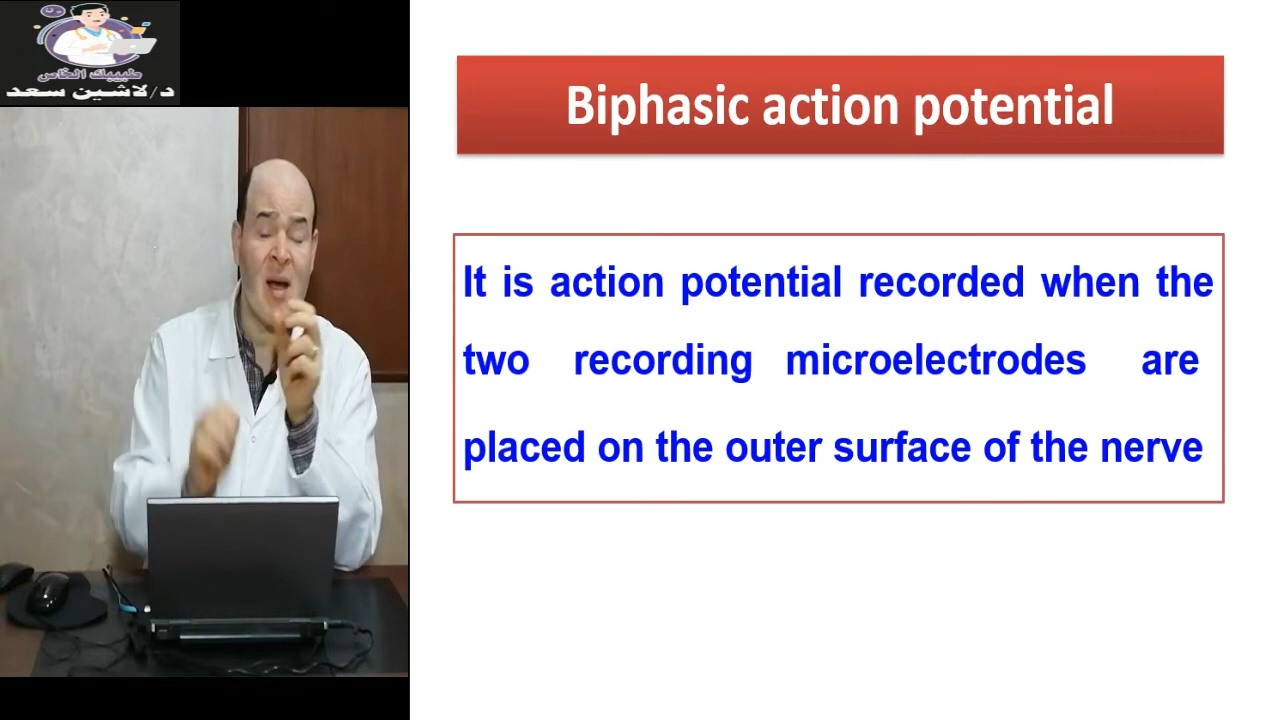 طبيبك الخاص
د/لاشين سعد
Biphasic action potential
It is action potential recorded when the
two recording microelectrodes are
placed on the outer surface of the nerve